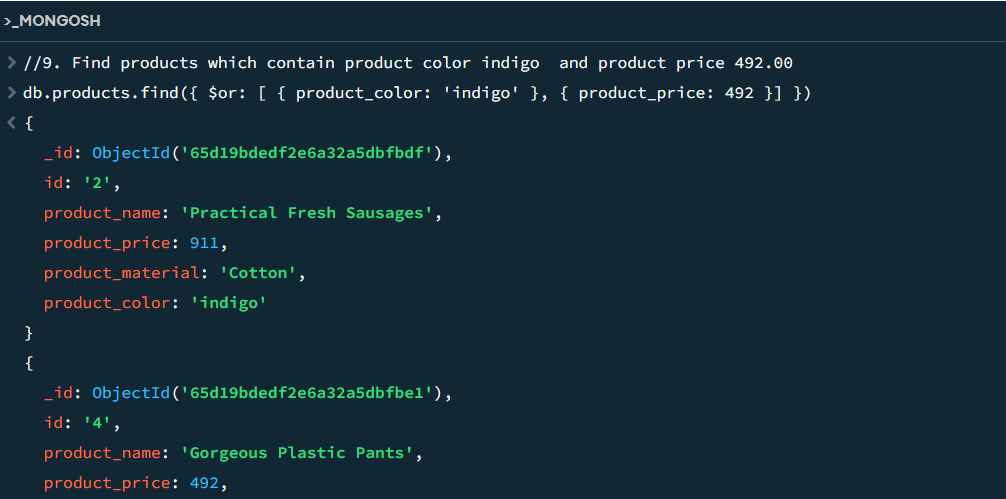 >_MONGOSH
> //9. Find products which contain product color indigo  and product price 492.00
> db.products.find({ $or: [ { product_color: 'indigo' }, { product_price: 492 }] })
< {
_id: ObjectId('65d19bdedf2e6a32a5dbfbdf'),
id: '2',
product_name: 'Practical Fresh Sausages',
product_price: 911,
product_material: 'Cotton',
product_color: 'indigo'
}
{
_id: ObjectId('65d19bdedf2e6a32a5dbfbe1'),
id: '4',
product_name: 'Gorgeous Plastic Pants',
product_price: 492,